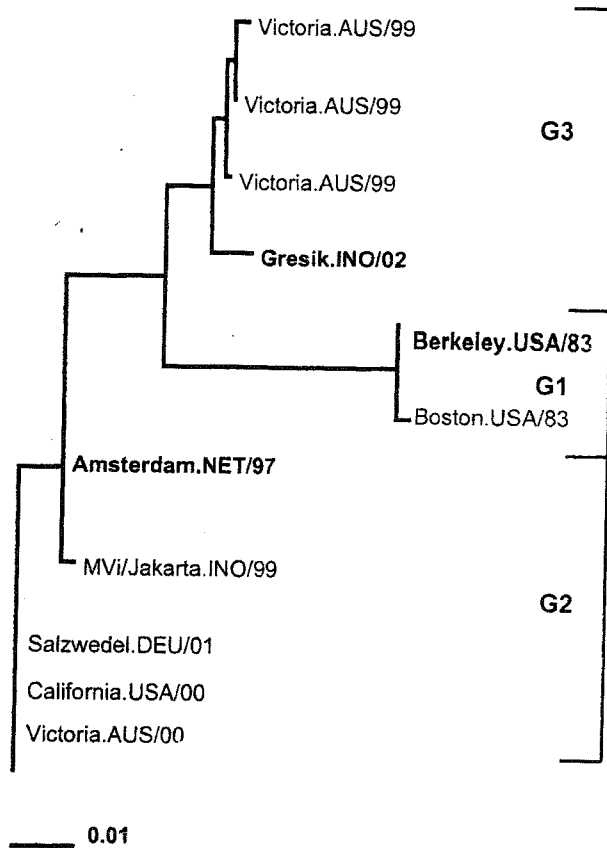 Victoria.AUS/99
Victoria.AUS/99
G3
Victoria.AUS/99
Gresik.INO/02
Berkeley.USA/83
G1
Boston.USA/83
Amsterdam.NET/97
MVi/Jakarta.INO/99
G2
Salzwedel.DEU/01
California.USA/00
Victoria.AUS/00
0.01